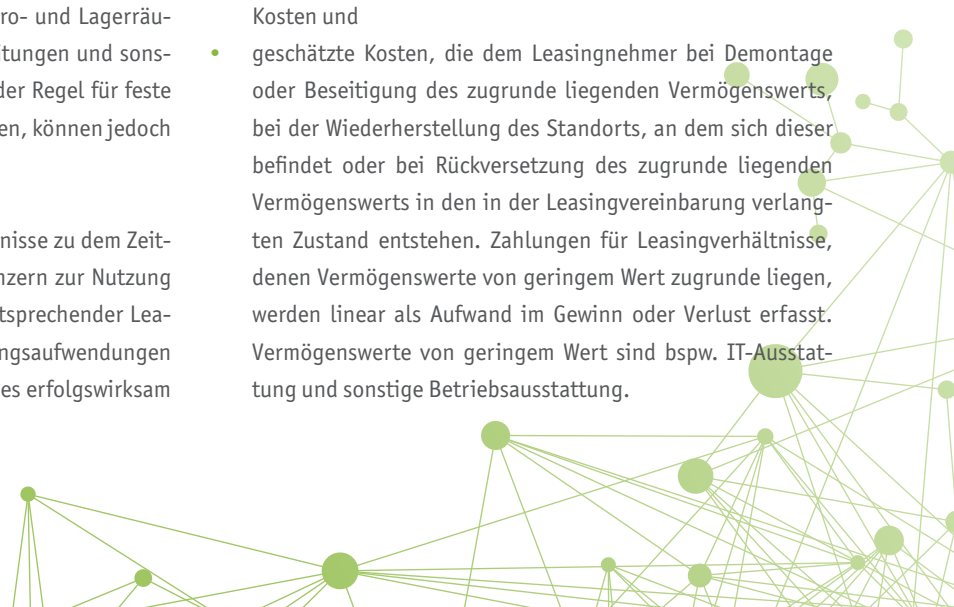 ro- und Lagerräu-
itungen und sons-
der Regel für feste
en, können jedoch
nisse zu dem Zeit-
nzern zur Nutzung
tsprechender Lea-
ngsaufwendungen
es erfolgswirksam
Kosten und
• geschätzte Kosten, die dem Leasingnehmer bei Demontage
oder Beseitigung des zugrunde liegenden Vermögenswerts,
bei der Wiederherstellung des Standorts, an dem sich dieser
befindet oder bei Rückversetzung des zugrunde liegenden
Vermögenswerts in den in der Leasingvereinbarung verlang-
ten Zustand entstehen. Zahlungen für Leasingverhältnisse,
denen Vermögenswerte von geringem Wert zugrunde liegen,
werden linear als Aufwand im Gewinn oder Verlust erfasst.
Vermögenswerte von geringem Wert sind bspw. IT-Ausstat-
tung und sonstige Betriebsausstattung.